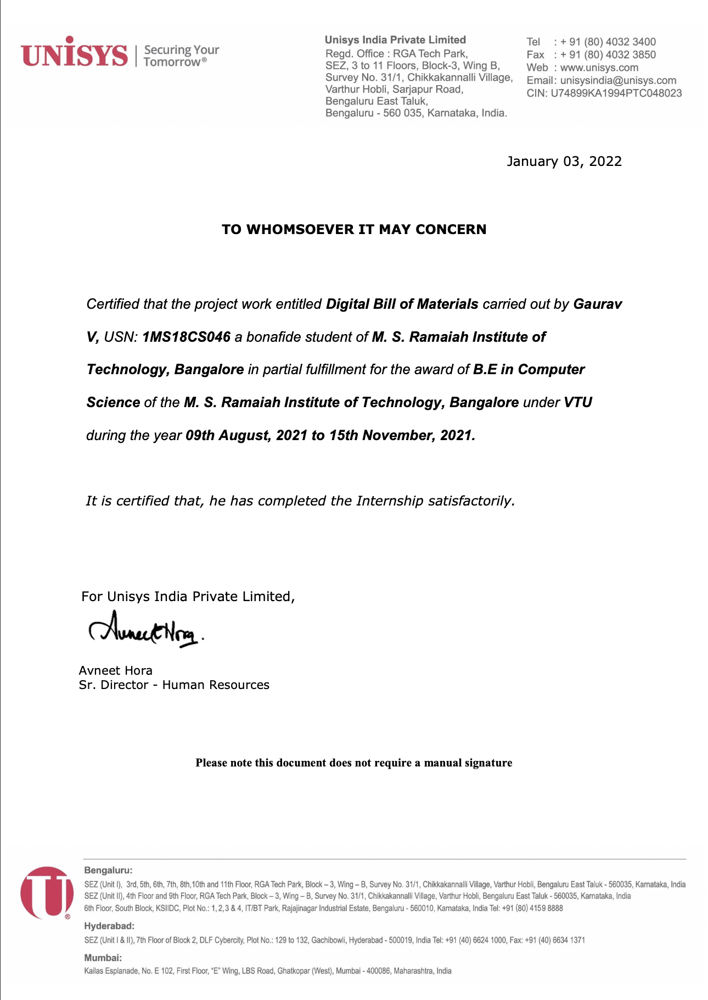 UNiSYS | Securing Your
Tomorrow®
Unisys India Private Limited
Regd. Office : RGA Tech Park,
SEZ, 3 to 11 Floors, Block-3, Wing B,
Survey No. 31/1, Chikkakannalli Village,
Varthur Hobli, Sarjapur Road,
Bengaluru East Taluk,
Bengaluru - 560 035, Karnataka, India.
Tel : + 91 (80) 4032 3400
Fax : + 91 (80) 4032 3850
Web : www.unisys.com
Email: unisysindia@unisys.com
CIN: U74899KA1994PTC048023
January 03, 2022
TO WHOMSOEVER IT MAY CONCERN
Certified that the project work entitled Digital Bill of Materials carried out by Gaurav
V, USN: 1MS18CS046 a bonafide student of M. S. Ramaiah Institute of
Technology, Bangalore in partial fulfillment for the award of B.E in Computer
Science of the M. S. Ramaiah Institute of Technology, Bangalore under VTU
during the year 09th August, 2021 to 15th November, 2021.
It is certified that, he has completed the Internship satisfactorily.
For Unisys India Private Limited,
Avneet Hora.
Avneet Hora
Sr. Director - Human Resources
Please note this document does not require a manual signature
U®
Bengaluru:
SEZ (Unit I), 3rd, 5th, 6th, 7th, 8th,10th and 11th Floor, RGA Tech Park, Block – 3, Wing – B, Survey No. 31/1, Chikkakannalli Village, Varthur Hobli, Bengaluru East Taluk - 560035, Karnataka, India
SEZ (Unit II), 4th Floor and 9th Floor, RGA Tech Park, Block – 3, Wing – B, Survey No. 31/1, Chikkakannalli Village, Varthur Hobli, Bengaluru East Taluk - 560035, Karnataka, India
6th Floor, South Block, KSIIDC, Plot No.: 1, 2, 3 & 4, IT/BT Park, Rajajinagar Industrial Estate, Bengaluru - 560010, Karnataka, India Tel: +91 (80) 4159 8888
Hyderabad:
SEZ (Unit I & II), 7th Floor of Block 2, DLF Cybercity, Plot No.: 129 to 132, Gachibowli, Hyderabad - 500019, India Tel: +91 (40) 6624 1000, Fax: +91 (40) 6634 1371
Mumbai:
Kailas Esplanade, No. E 102, First Floor, “E” Wing, LBS Road, Ghatkopar (West), Mumbai - 400086, Maharashtra, India